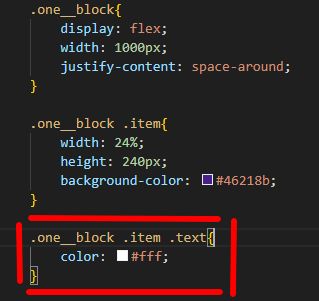 .one__block{
display: flex;
width: 1000px;
justify-content: space-around;
}
.one__block .item{
width: 24%;
height: 240px;
background-color: #46218b;
}
.one__block .item .text{
color: #fff;
}